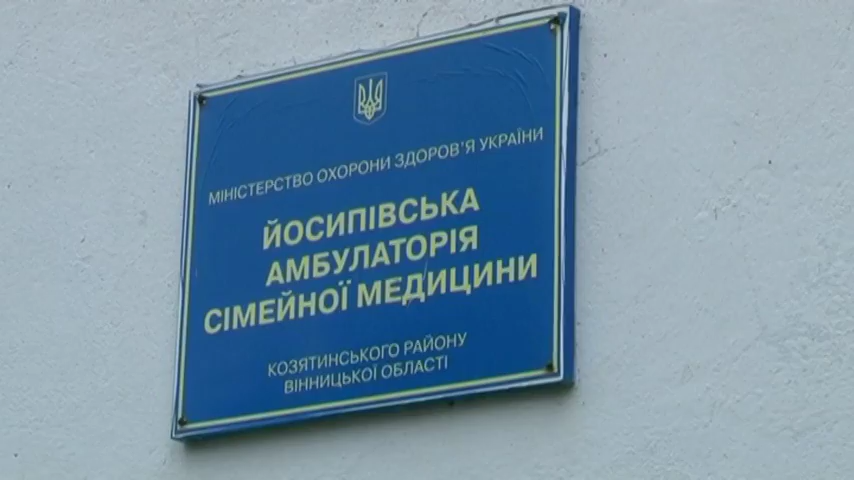 МІНІСТЕРСТВО ОХОРОНИ ЗДОРОВ'Я УКРАЇНИ
ЙОСИПІВСЬКА
АМБУЛАТОРІЯ
СІМЕЙНОЇ МЕДИЦИНИ
КОЗЯТИНСЬКОГО РАЙОНУ
ВІННИЦЬКОЇ ОБЛАСТІ